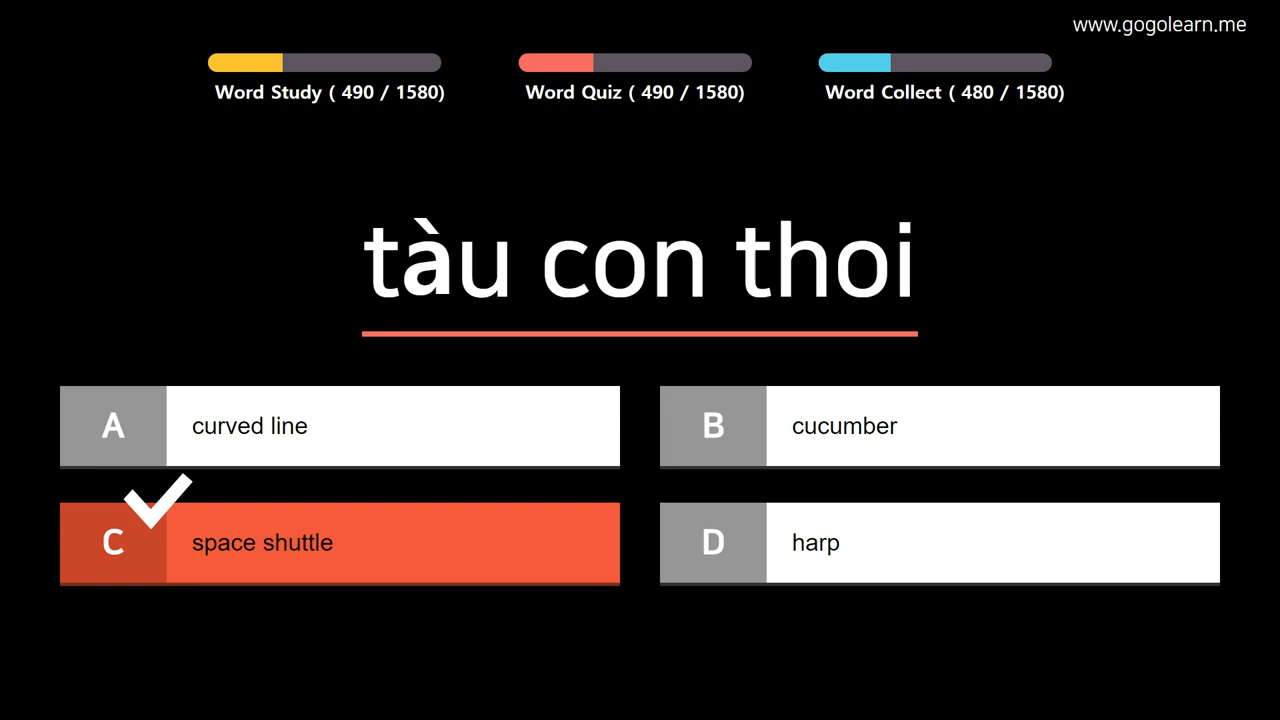 www.gogolearn.me
Word Study ( 490 / 1580)
Word Quiz ( 490 / 1580)
Word Collect ( 480 / 1580)
tàu con thoi
A curved line
B cucumber
C space shuttle
D harp